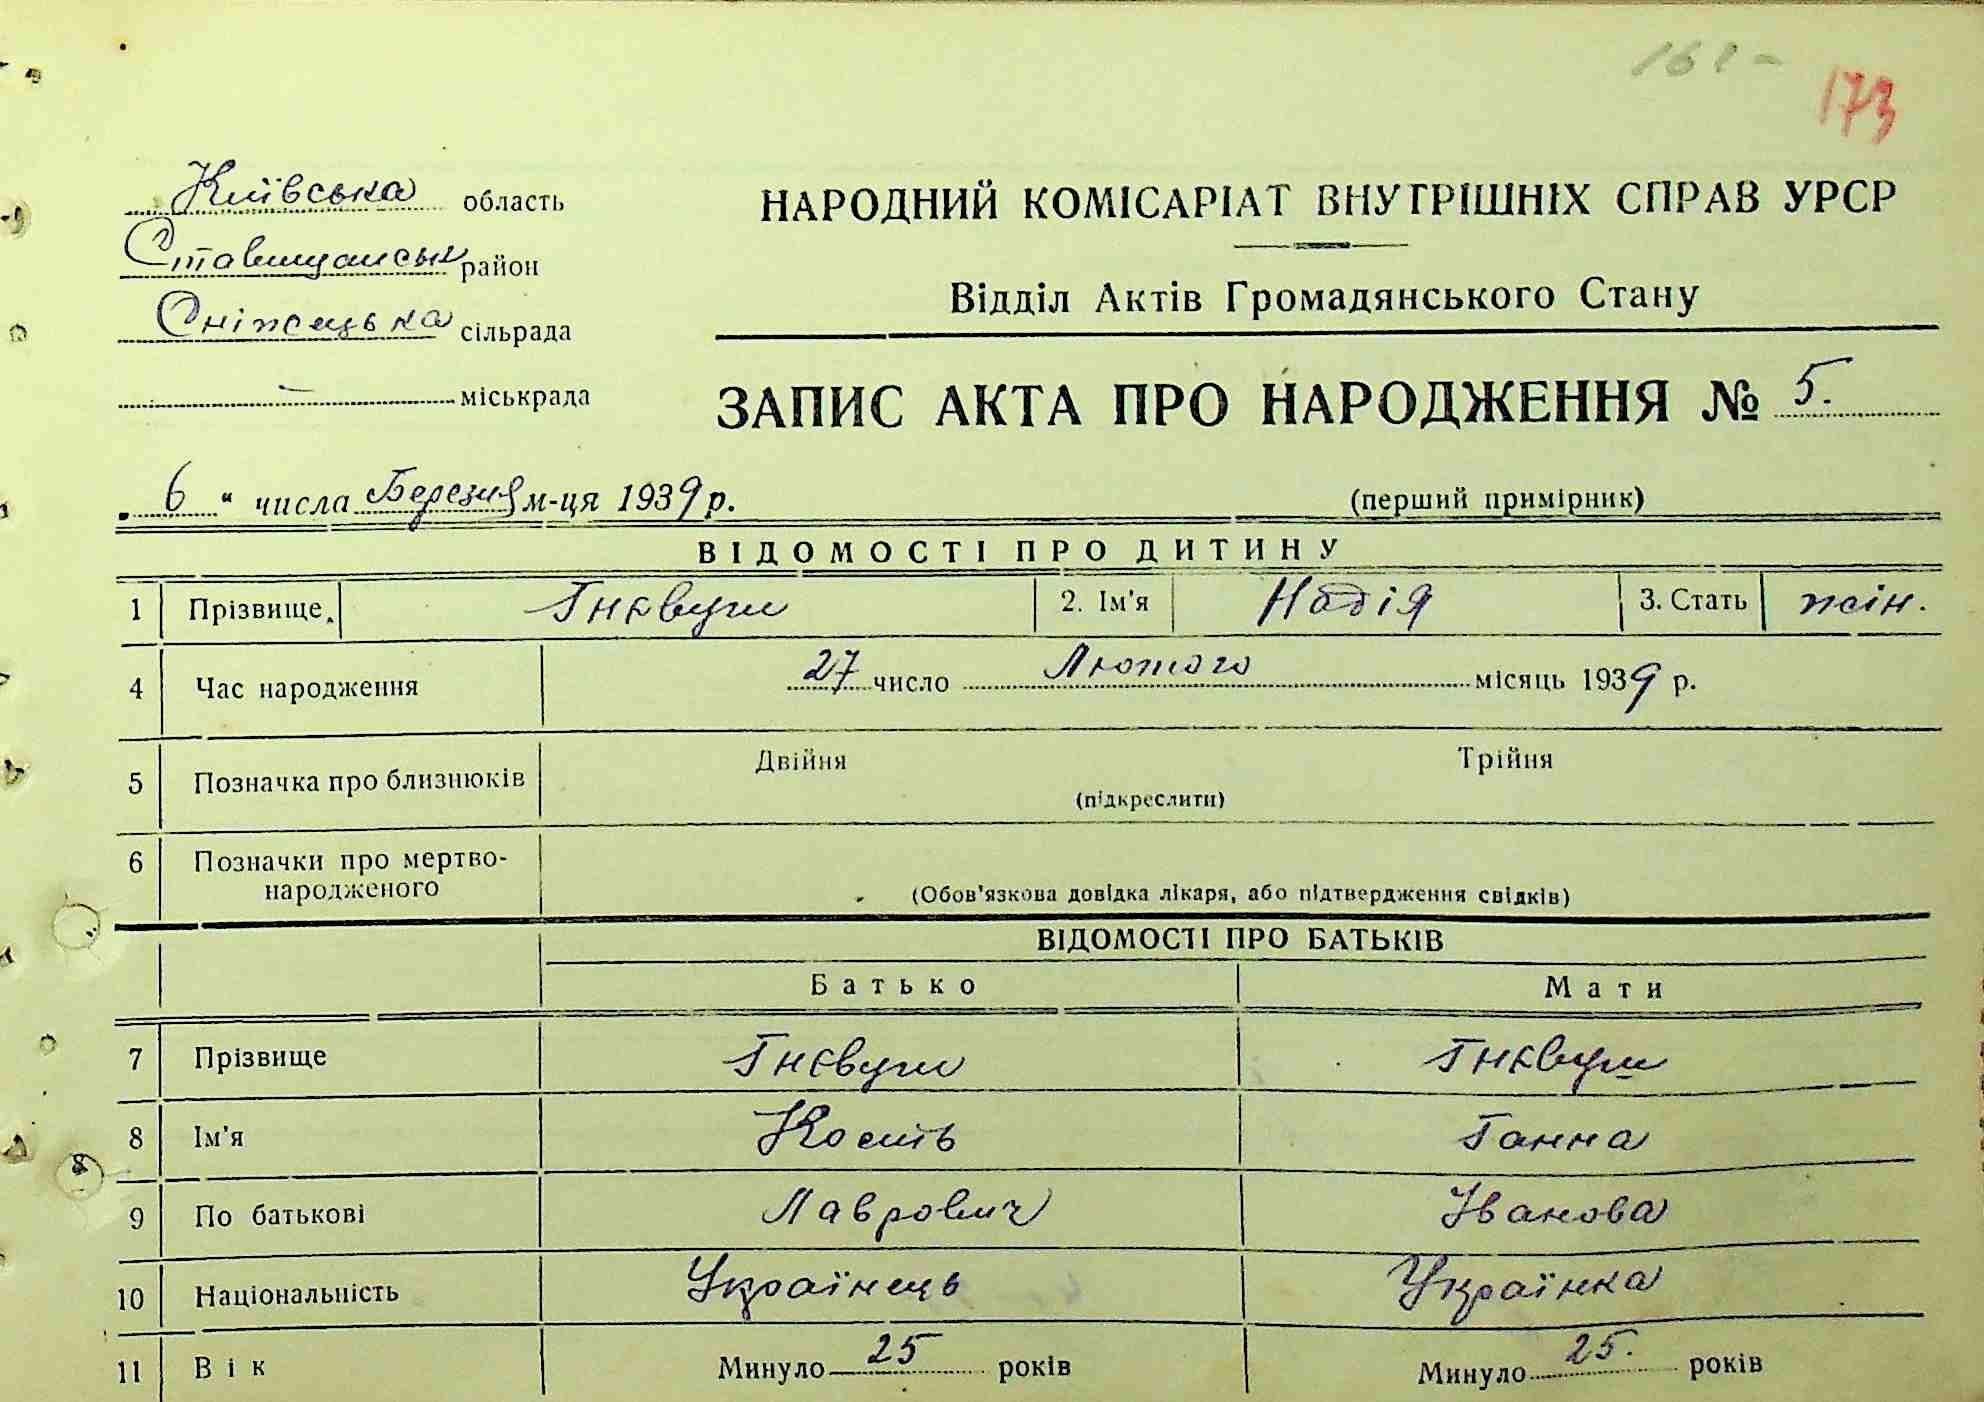 161-
173
Київська область
Ставищанськ район
Сніжецька сільрада
міськрада
НАРОДНИЙ КОМІСАРІАТ ВНУТРІШНІХ СПРАВ УРСР
Відділ Актів Громадянського Стану
ЗАПИС АКТА ПРО НАРОДЖЕННЯ № 5.
"6" числа Березня м-ця 1939 р.
(перший примірник)
ВІДОМОСТІ ПРО ДИТИНУ
1 Прізвище Гнєвуш 2. Ім'я Надія 3. Стать жін.
4 Час народження 27 число Лютого місяць 1939 р.
5 Позначка про близнюків Двійня Трійня
(підкреслити)
6 Позначки про мертво-
народженого
(Обов'язкова довідка лікаря, або підтвердження свідків)
ВІДОМОСТІ ПРО БАТЬКІВ
Батько Мати
7 Прізвище Гнєвуш Гнєвуш
8 Ім'я Кость Ганна
9 По батькові Лаврович Іванова
10 Національність Українець Українка
11 Вік Минуло 25 років Минуло 25. років